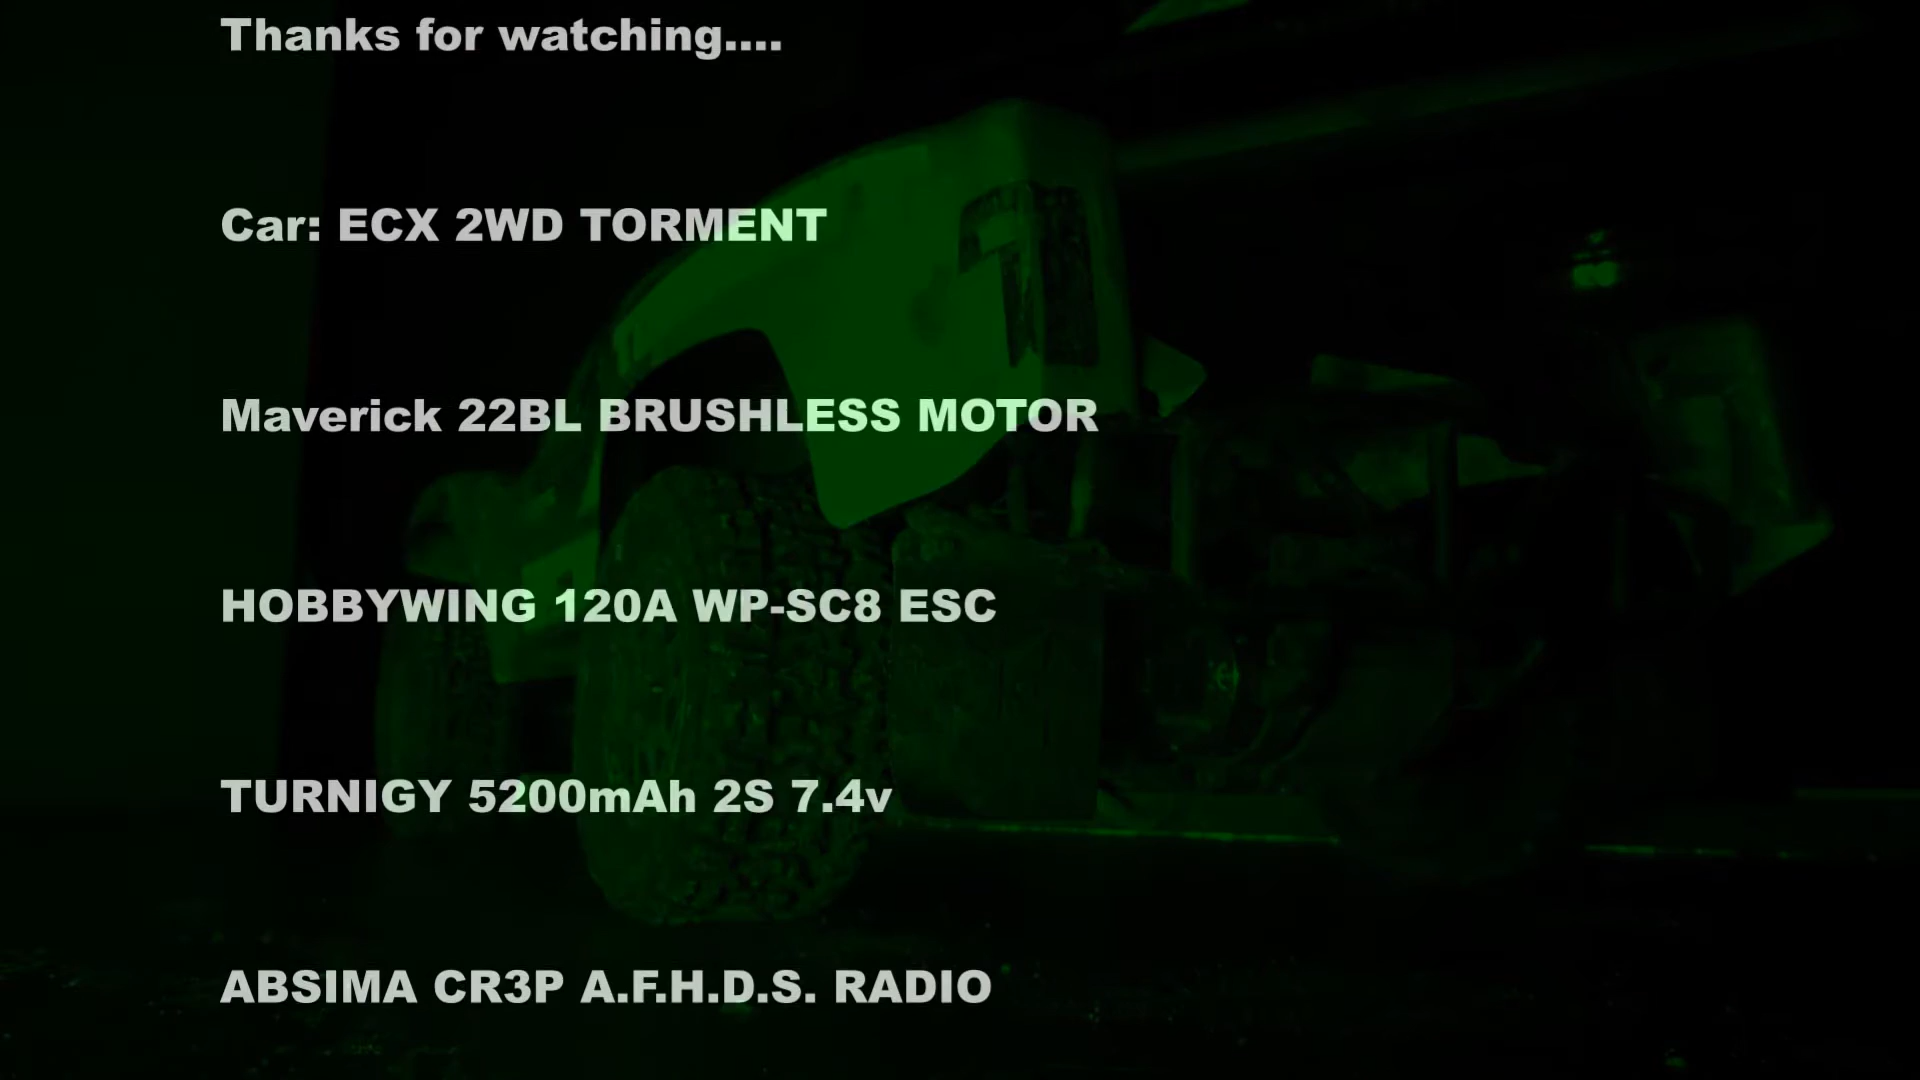 Thanks for watching....
Car: ECX 2WD TORMENT
Maverick 22BL BRUSHLESS MOTOR
HOBBYWING 120A WP-SC8 ESC
TURNIGY 5200mAh 2S 7.4v
ABSIMA CR3P A.F.H.D.S. RADIO